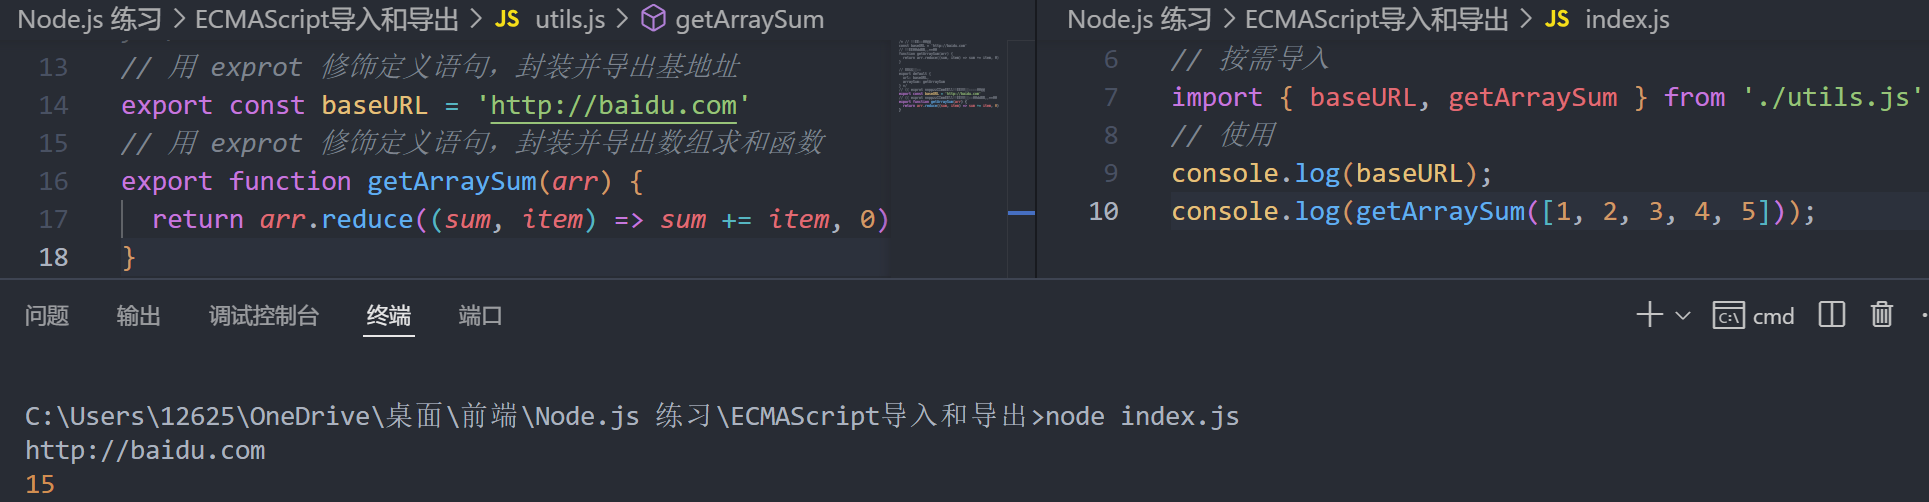 Node.js 练习 > ECMAScript导入和导出 > JS utils.js > getArraySum
13 // 用 exprot 修饰定义语句，封装并导出基地址
14 export const baseURL = 'http://baidu.com'
15 // 用 exprot 修饰定义语句，封装并导出数组求和函数
16 export function getArraySum(arr) {
17 return arr.reduce((sum, item) => sum += item, 0)
18 }
Node.js 练习 > ECMAScript导入和导出 > JS index.js
6 // 按需导入
7 import { baseURL, getArraySum } from './utils.js'
8 // 使用
9 console.log(baseURL);
10 console.log(getArraySum([1, 2, 3, 4, 5]));
问题 输出 调试控制台 终端 端口 cmd
C:\Users\12625\OneDrive\桌面\前端\Node.js 练习\ECMAScript导入和导出>node index.js
http://baidu.com
15